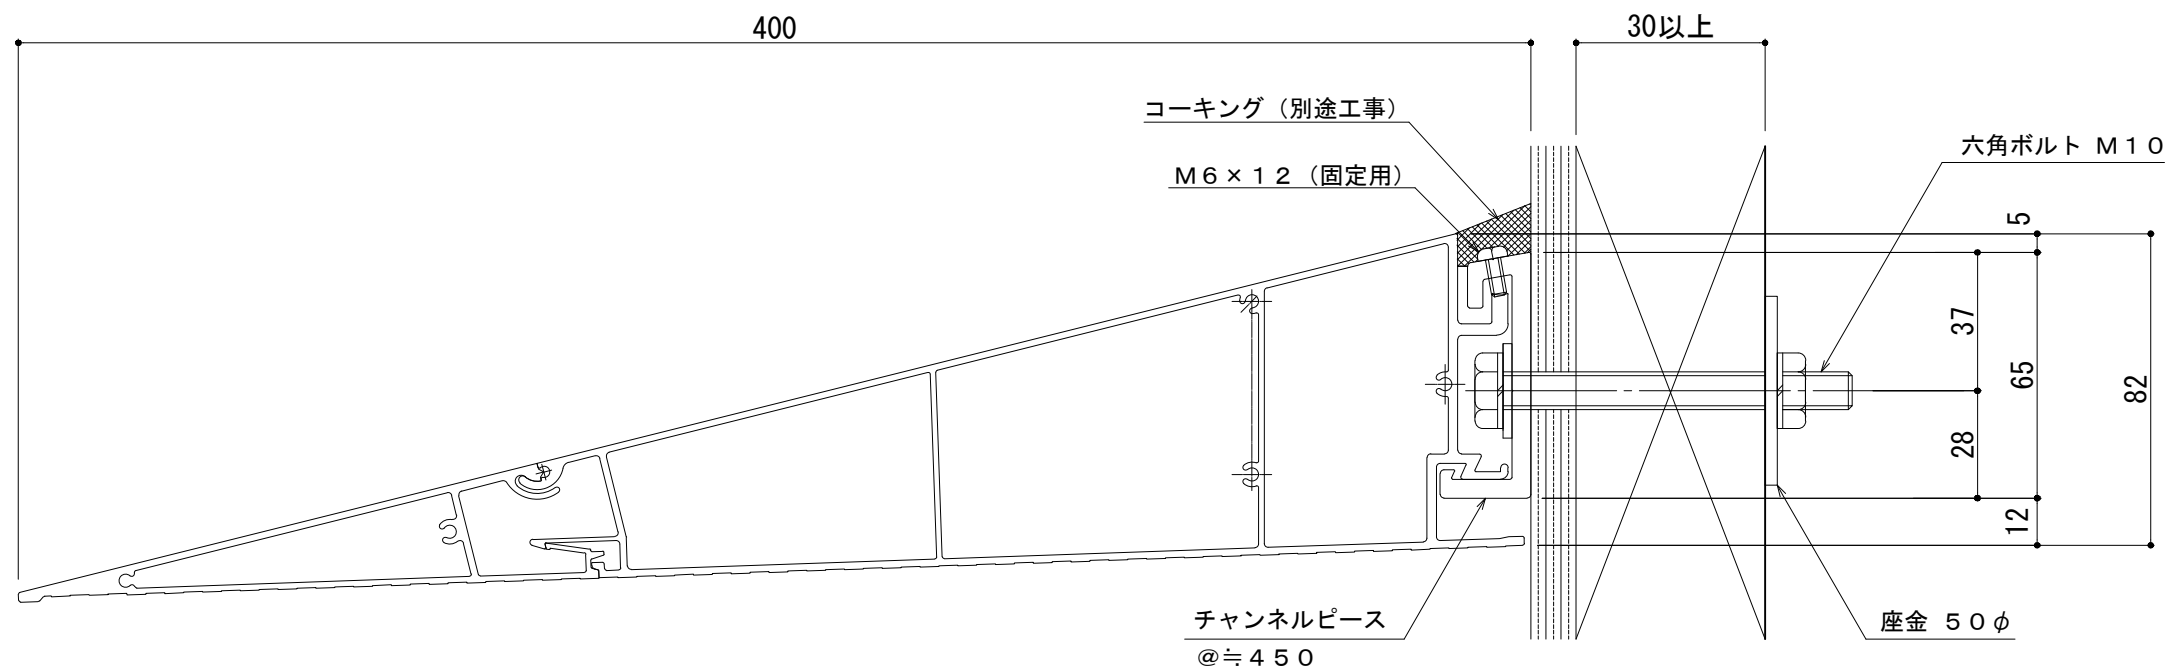 400
30以上
コーキング（別途工事）
六角ボルト Ｍ１０
Ｍ６×１２（固定用）
5
37
65
82
28
12
チャンネルピース
＠≒４５０
座金 ５０φ